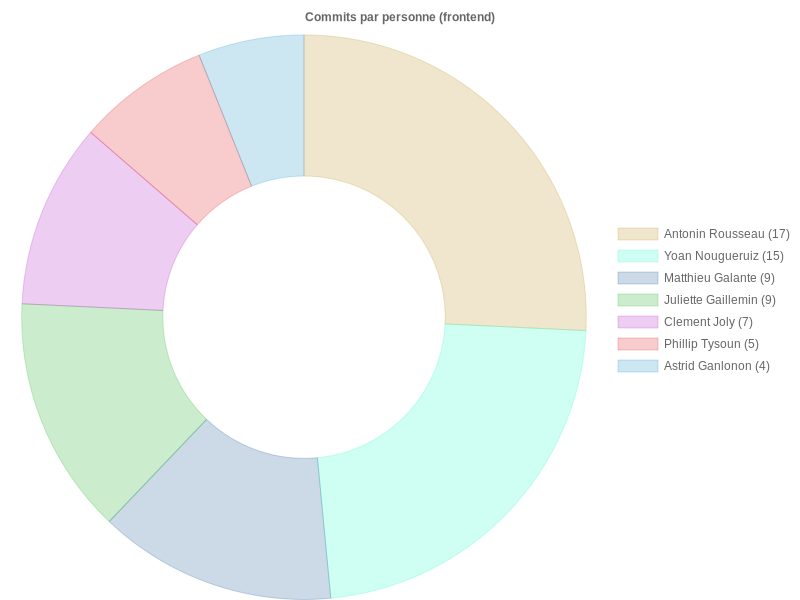 Commits par personne (frontend)
Antonin Rousseau (17)
Yoan Nougueruiz (15)
Matthieu Galante (9)
Juliette Gaillemin (9)
Clement Joly (7)
Phillip Tysoun (5)
Astrid Ganlonon (4)